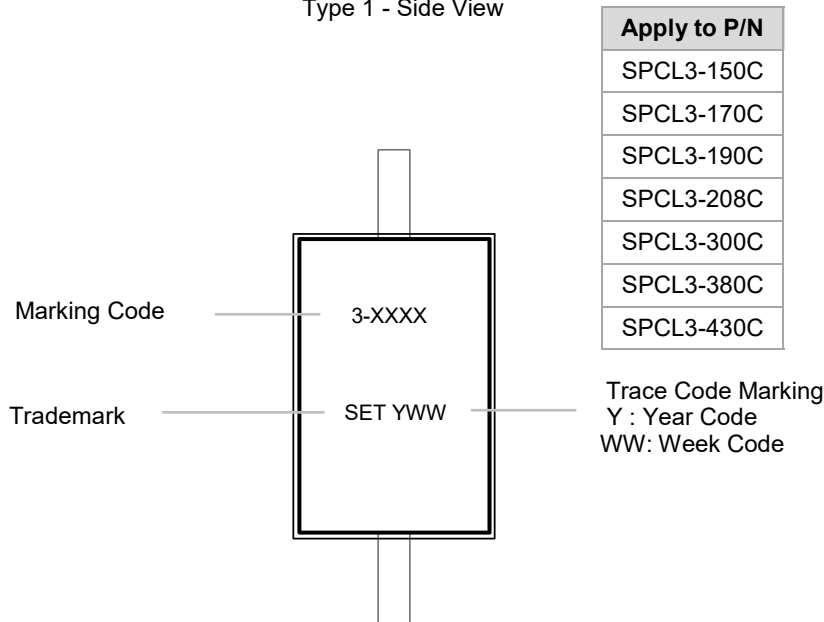 Type 1 - Side View
Apply to P/N
SPCL3-150C
SPCL3-170C
SPCL3-190C
SPCL3-208C
SPCL3-300C
SPCL3-380C
SPCL3-430C
Marking Code
3-XXXX
Trademark
SET YWW
Trace Code Marking
Y : Year Code
WW: Week Code